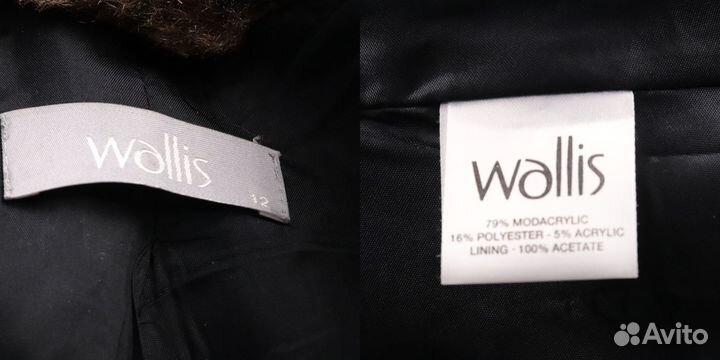 wallis
12
wallis
79% MODACRYLIC
16% POLYESTER - 5% ACRYLIC
LINING - 100% ACETATE
Avito